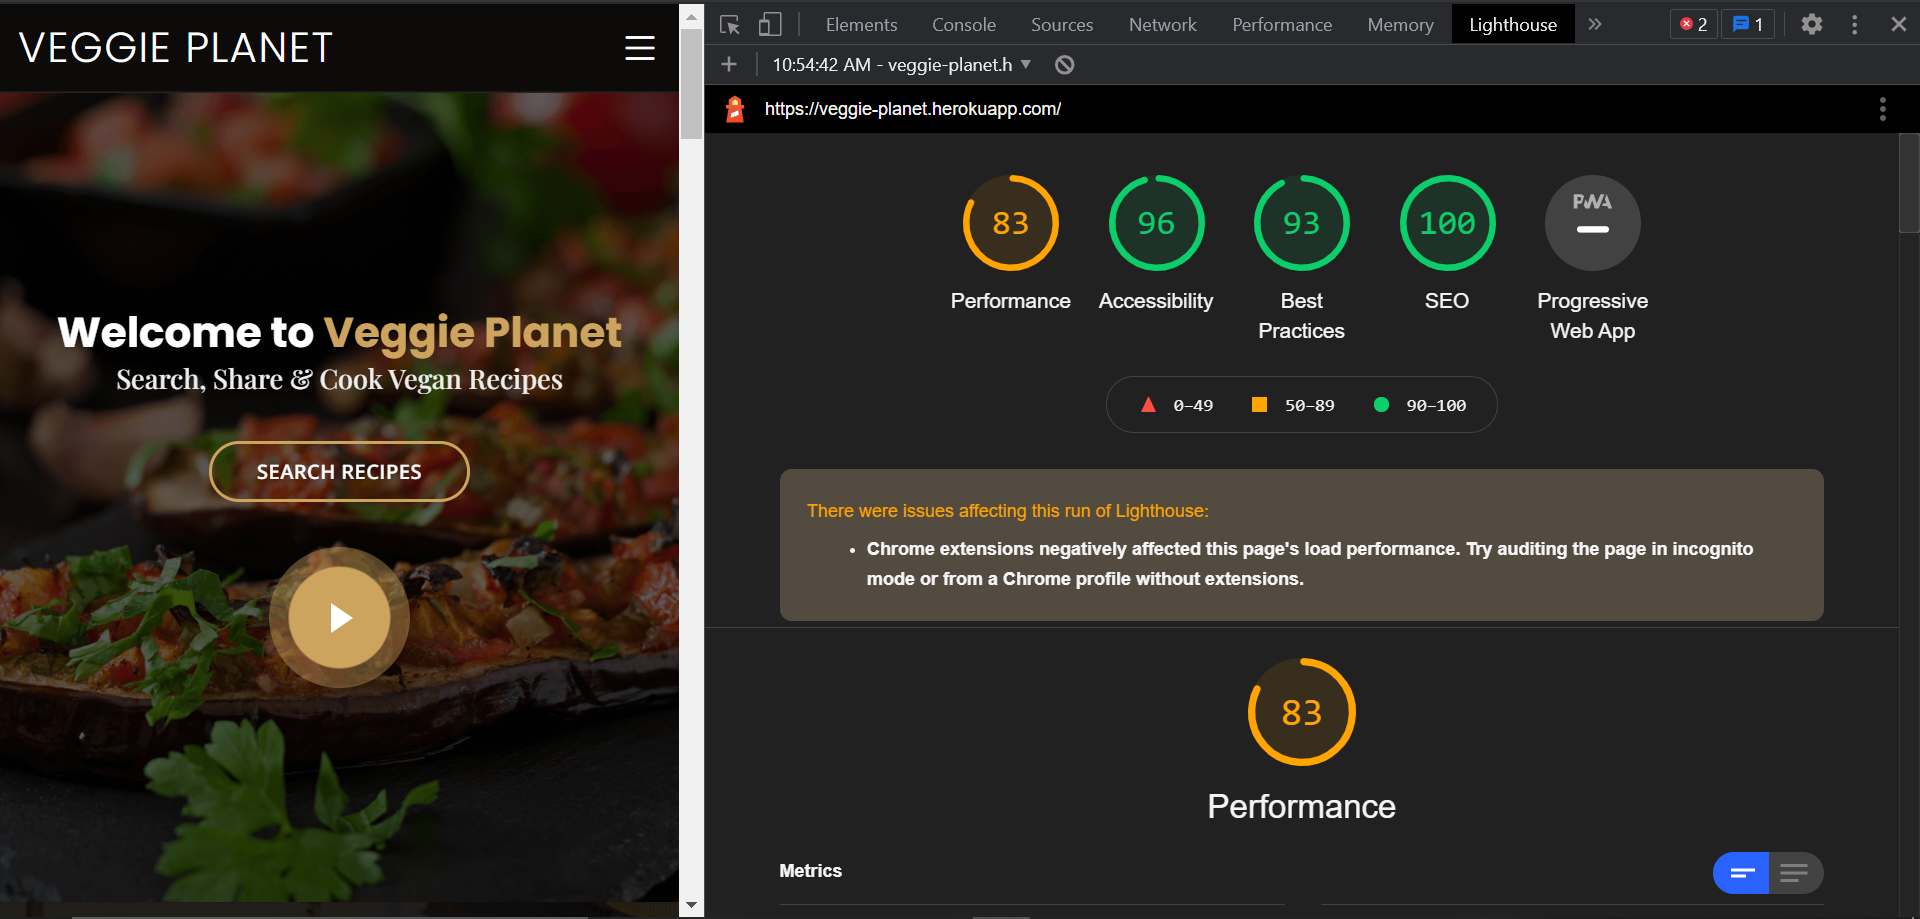 VEGGIE PLANET
Welcome to Veggie Planet
Search, Share & Cook Vegan Recipes
SEARCH RECIPES
Elements Console Sources Network Performance Memory Lighthouse » 2 1
10:54:42 AM - veggie-planet.h
https://veggie-planet.herokuapp.com/
83 96 93 100 PWA
Performance Accessibility Best Practices SEO Progressive Web App
0–49 50–89 90–100
There were issues affecting this run of Lighthouse:
• Chrome extensions negatively affected this page's load performance. Try auditing the page in incognito
mode or from a Chrome profile without extensions.
83
Performance
Metrics